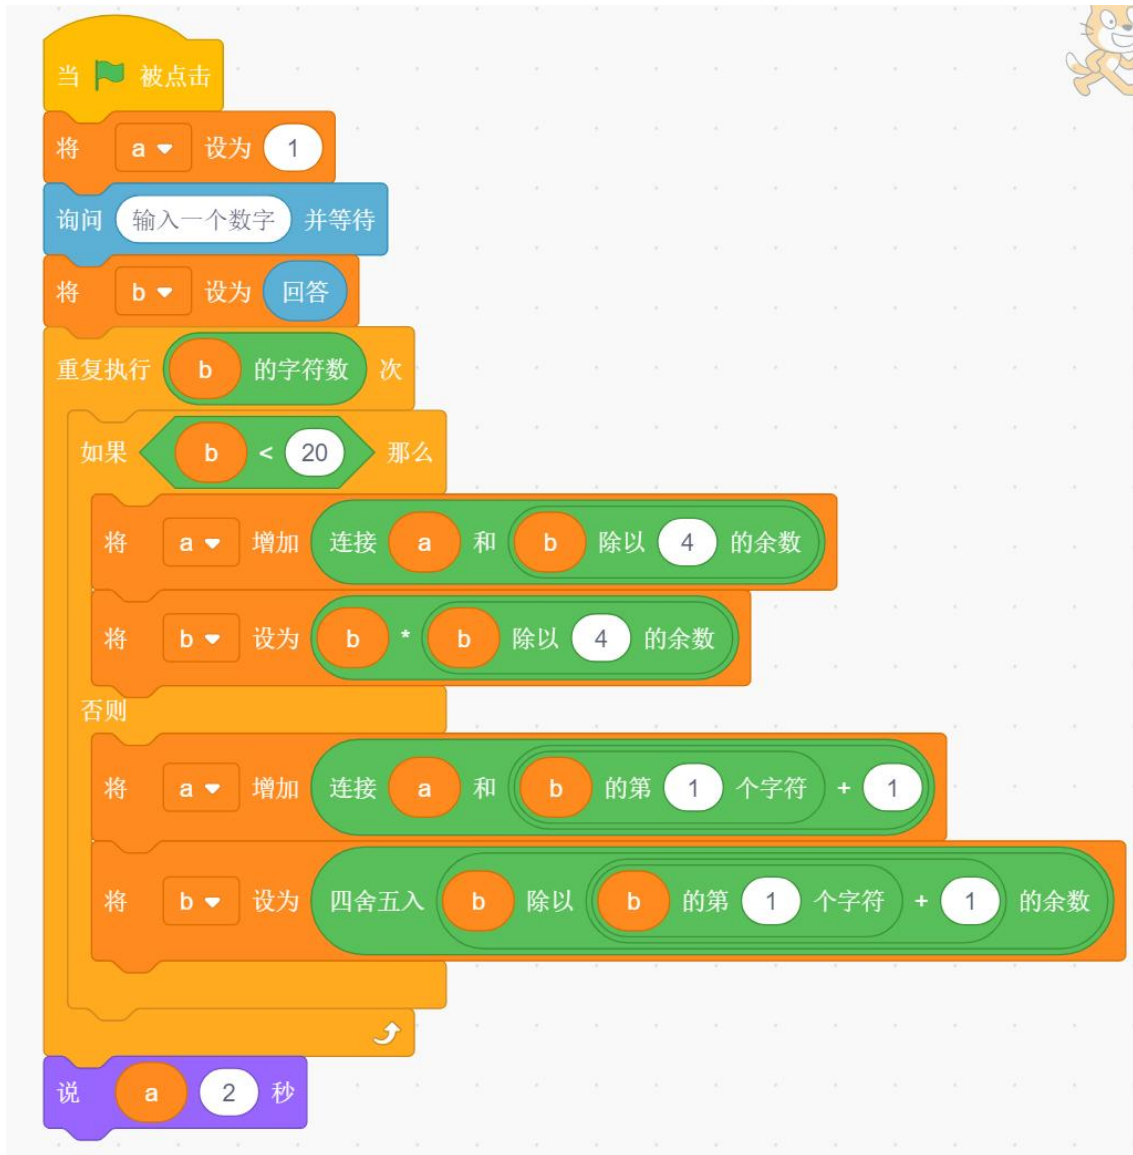 当 被点击
将 a 设为 1
询问 输入一个数字 并等待
将 b 设为 回答
重复执行 b 的字符数 次
如果 b < 20 那么
将 a 增加 连接 a 和 b 除以 4 的余数
将 b 设为 b * b 除以 4 的余数
否则
将 a 增加 连接 a 和 b 的第 1 个字符 + 1
将 b 设为 四舍五入 b 除以 b 的第 1 个字符 + 1 的余数
说 a 2 秒